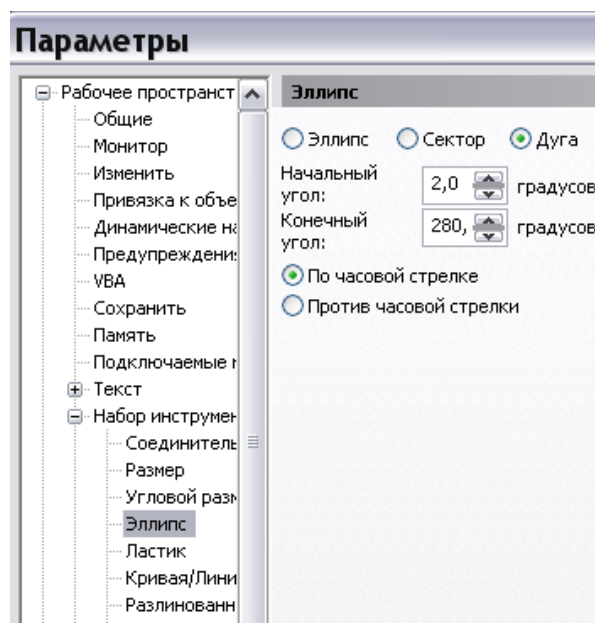 Параметры
Рабочее пространст
Общие
Монитор
Изменить
Привязка к объе
Динамические на
Предупреждени
VBA
Сохранить
Память
Подключаемые
Текст
Набор инструмен
Соединитель
Размер
Угловой разм
Эллипс
Ластик
Кривая/Лини
Разлинованн
Эллипс
Эллипс Сектор Дуга
Начальный угол: 2,0 градусов
Конечный угол: 280, градусов
По часовой стрелке
Против часовой стрелки